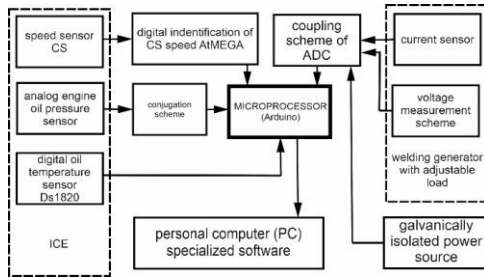 speed sensor
CS
digital indentification of
CS speed AtMEGA
coupling
scheme of
ADC
current sensor
analog engine
oil pressure
sensor
conjugation
scheme
MICROPROCESSOR
(Arduino)
voltage
measurement
scheme
digital oil
temperature
sensor
Ds1820
welding generator
with adjustable
load
ICE
personal computer (PC)
specialized software
galvanically
isolated power
source